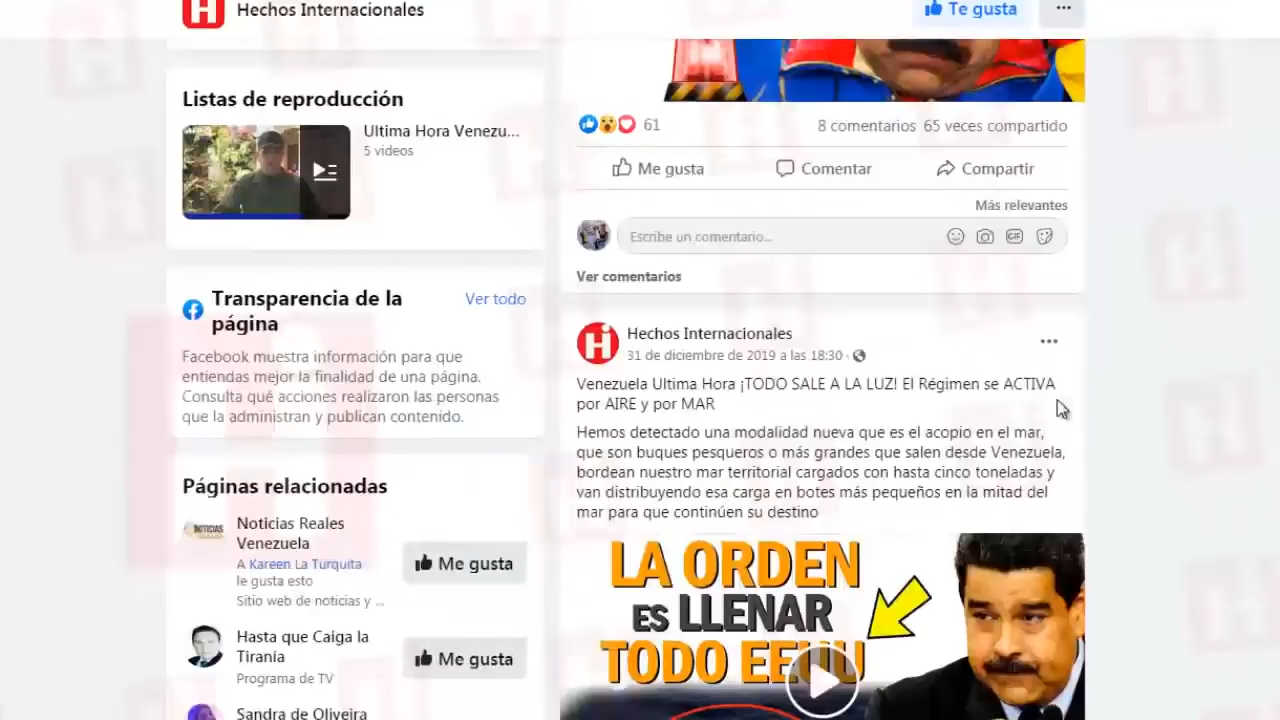 Hechos Internacionales
Te gusta
Listas de reproducción
Ultima Hora Venezu...
5 videos
Transparencia de la
página
Ver todo
Facebook muestra información para que
entiendas mejor la finalidad de una página.
Consulta qué acciones realizaron las personas
que la administran y publican contenido.
Páginas relacionadas
NOTICIAS
Noticias Reales
Venezuela
A Kareen La Turquita
le gusta esto
Sitio web de noticias y ...
Me gusta
Hasta que Caiga la
Tiranía
Programa de TV
Me gusta
Sandra de Oliveira
61
8 comentarios 65 veces compartido
Me gusta
Comentar
Compartir
Más relevantes
Escribe un comentario...
GIF
Ver comentarios
Hechos Internacionales
31 de diciembre de 2019 a las 18:30 ·
Venezuela Ultima Hora ¡TODO SALE A LA LUZ! El Régimen se ACTIVA
por AIRE y por MAR
Hemos detectado una modalidad nueva que es el acopio en el mar,
que son buques pesqueros o más grandes que salen desde Venezuela,
bordean nuestro mar territorial cargados con hasta cinco toneladas y
van distribuyendo esa carga en botes más pequeños en la mitad del
mar para que continúen su destino
LA ORDEN
ES LLENAR
TODO EEUU